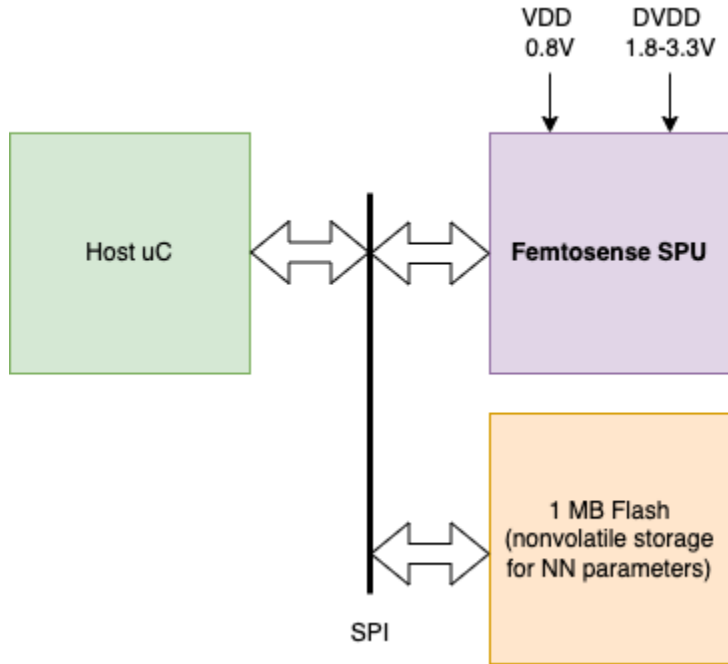 VDD
0.8V
DVDD
1.8-3.3V
Host uC
Femtosense SPU
1 MB Flash
(nonvolatile storage
for NN parameters)
SPI